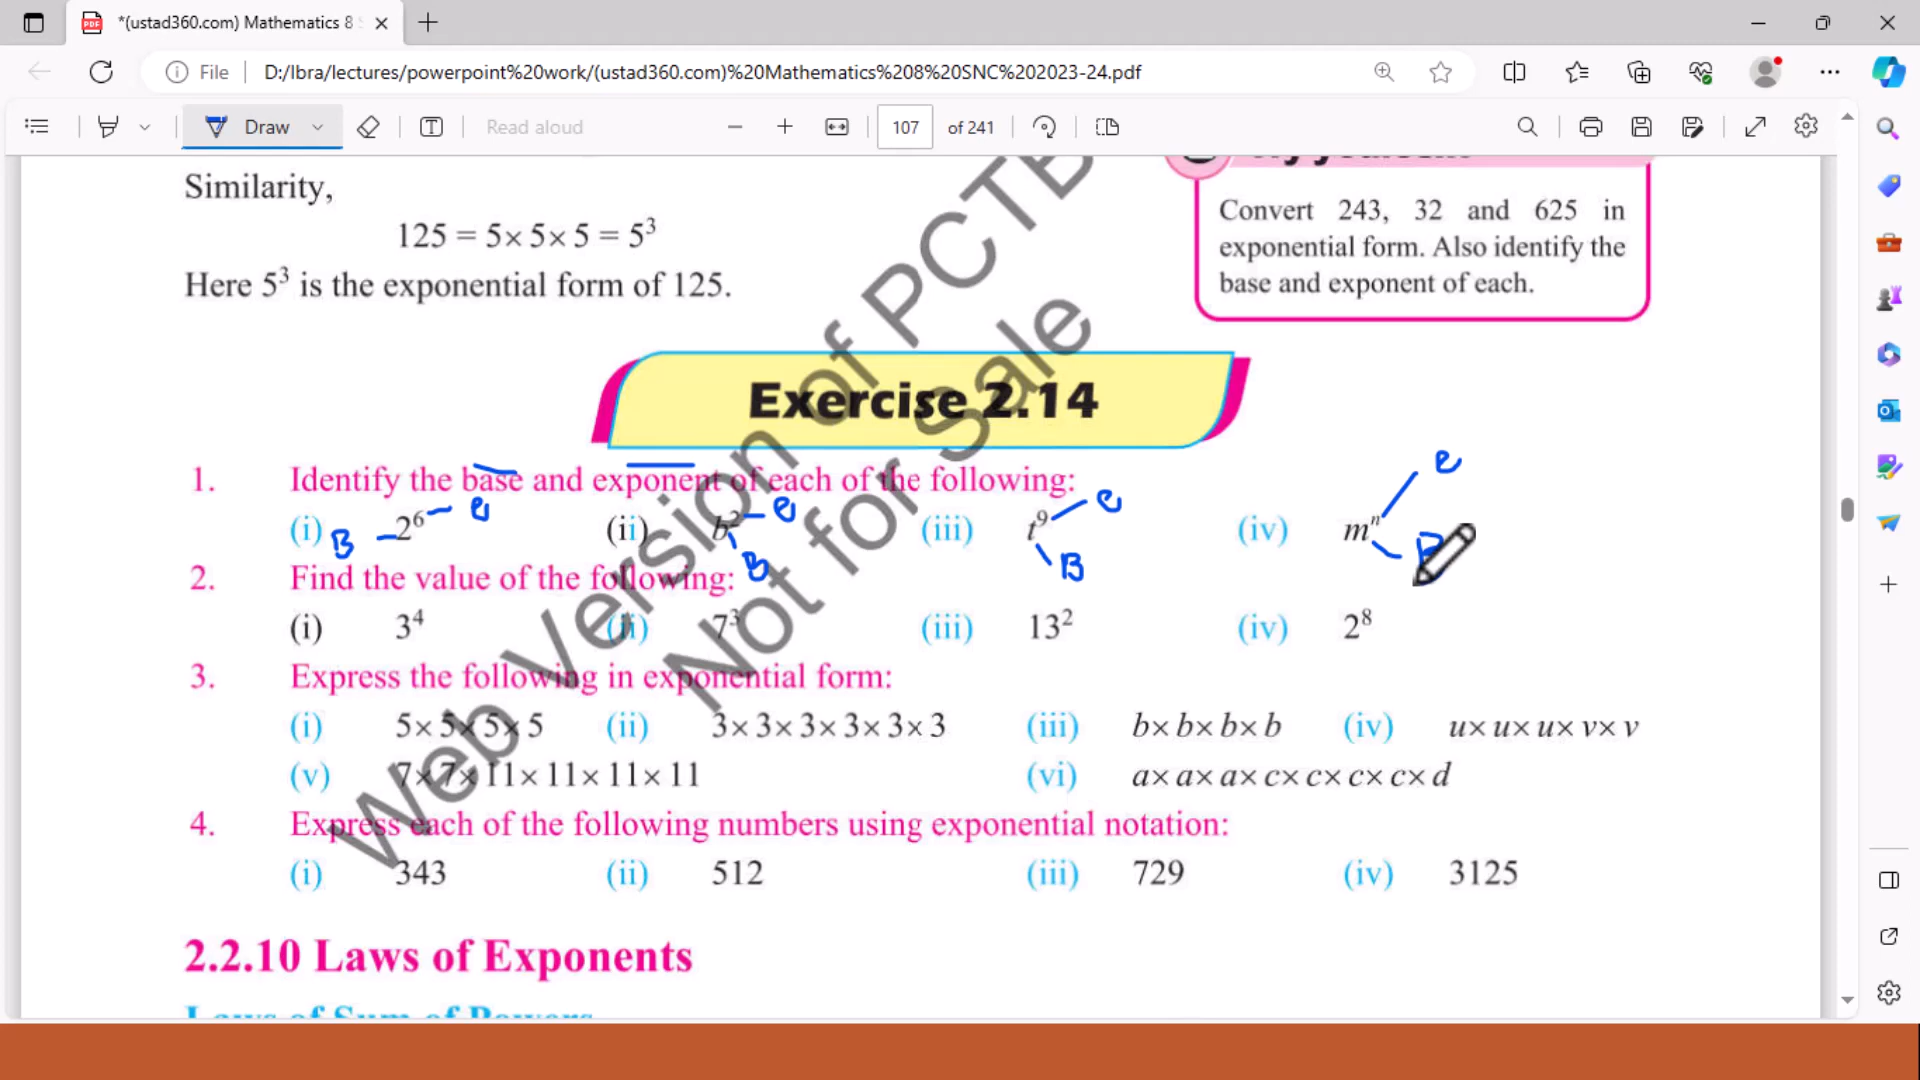 *(ustad360.com) Mathematics 8
File D:/Ibra/lectures/powerpoint%20work/(ustad360.com)%20Mathematics%208%20SNC%202023-24.pdf
Draw Read aloud 107 of 241
Similarity,
125 = 5× 5× 5 = 5³
Here 5³ is the exponential form of 125.
Convert 243, 32 and 625 in
exponential form. Also identify the
base and exponent of each.
Exercise 2.14
1. Identify the base and exponent of each of the following:
(i) 2⁶ (ii) b² (iii) t⁹ (iv) mⁿ
B e e B e B e
2. Find the value of the following:
(i) 3⁴ (ii) 7³ (iii) 13² (iv) 2⁸
3. Express the following in exponential form:
(i) 5× 5× 5× 5 (ii) 3× 3× 3× 3× 3× 3 (iii) b× b× b× b (iv) u× u× u× v× v
(v) 7× 7× 11× 11× 11× 11 (vi) a× a× a× c× c× c× c× d
4. Express each of the following numbers using exponential notation:
(i) 343 (ii) 512 (iii) 729 (iv) 3125
2.2.10 Laws of Exponents
Laws of Sum of Powers
Web Version of PCTB
Not for Sale